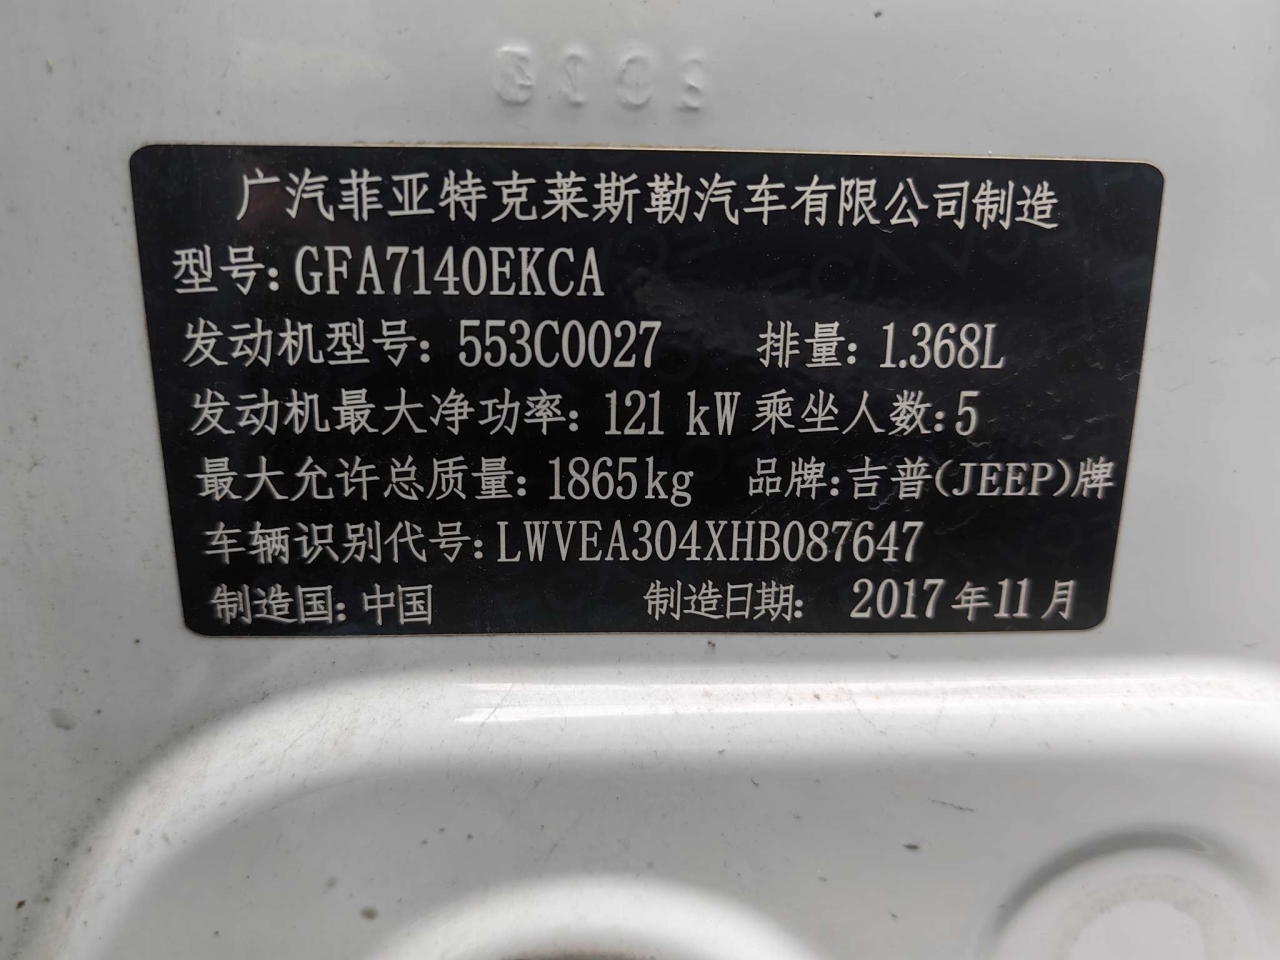 广汽菲亚特克莱斯勒汽车有限公司制造
型号: GFA7140EKCA
发动机型号: 553C0027 排量: 1.368L
发动机最大净功率: 121 kW 乘坐人数: 5
最大允许总质量: 1865kg 品牌: 吉普(JEEP)牌
车辆识别代号: LWVEA304XHB087647
制造国: 中国 制造日期: 2017年11月